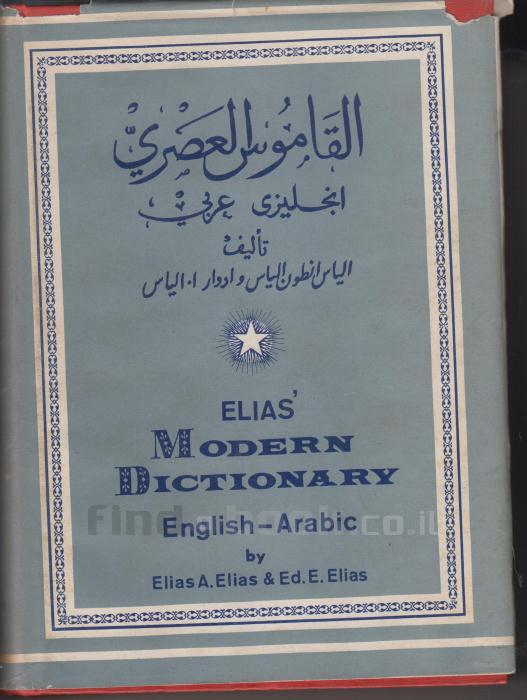 القاموس العصريّ
انجليزى عربي
تأليف
الياس انطون الياس و ادوار ا. الياس
ELIAS'
MODERN
DICTIONARY
English-Arabic
by
Elias A. Elias & Ed. E. Elias